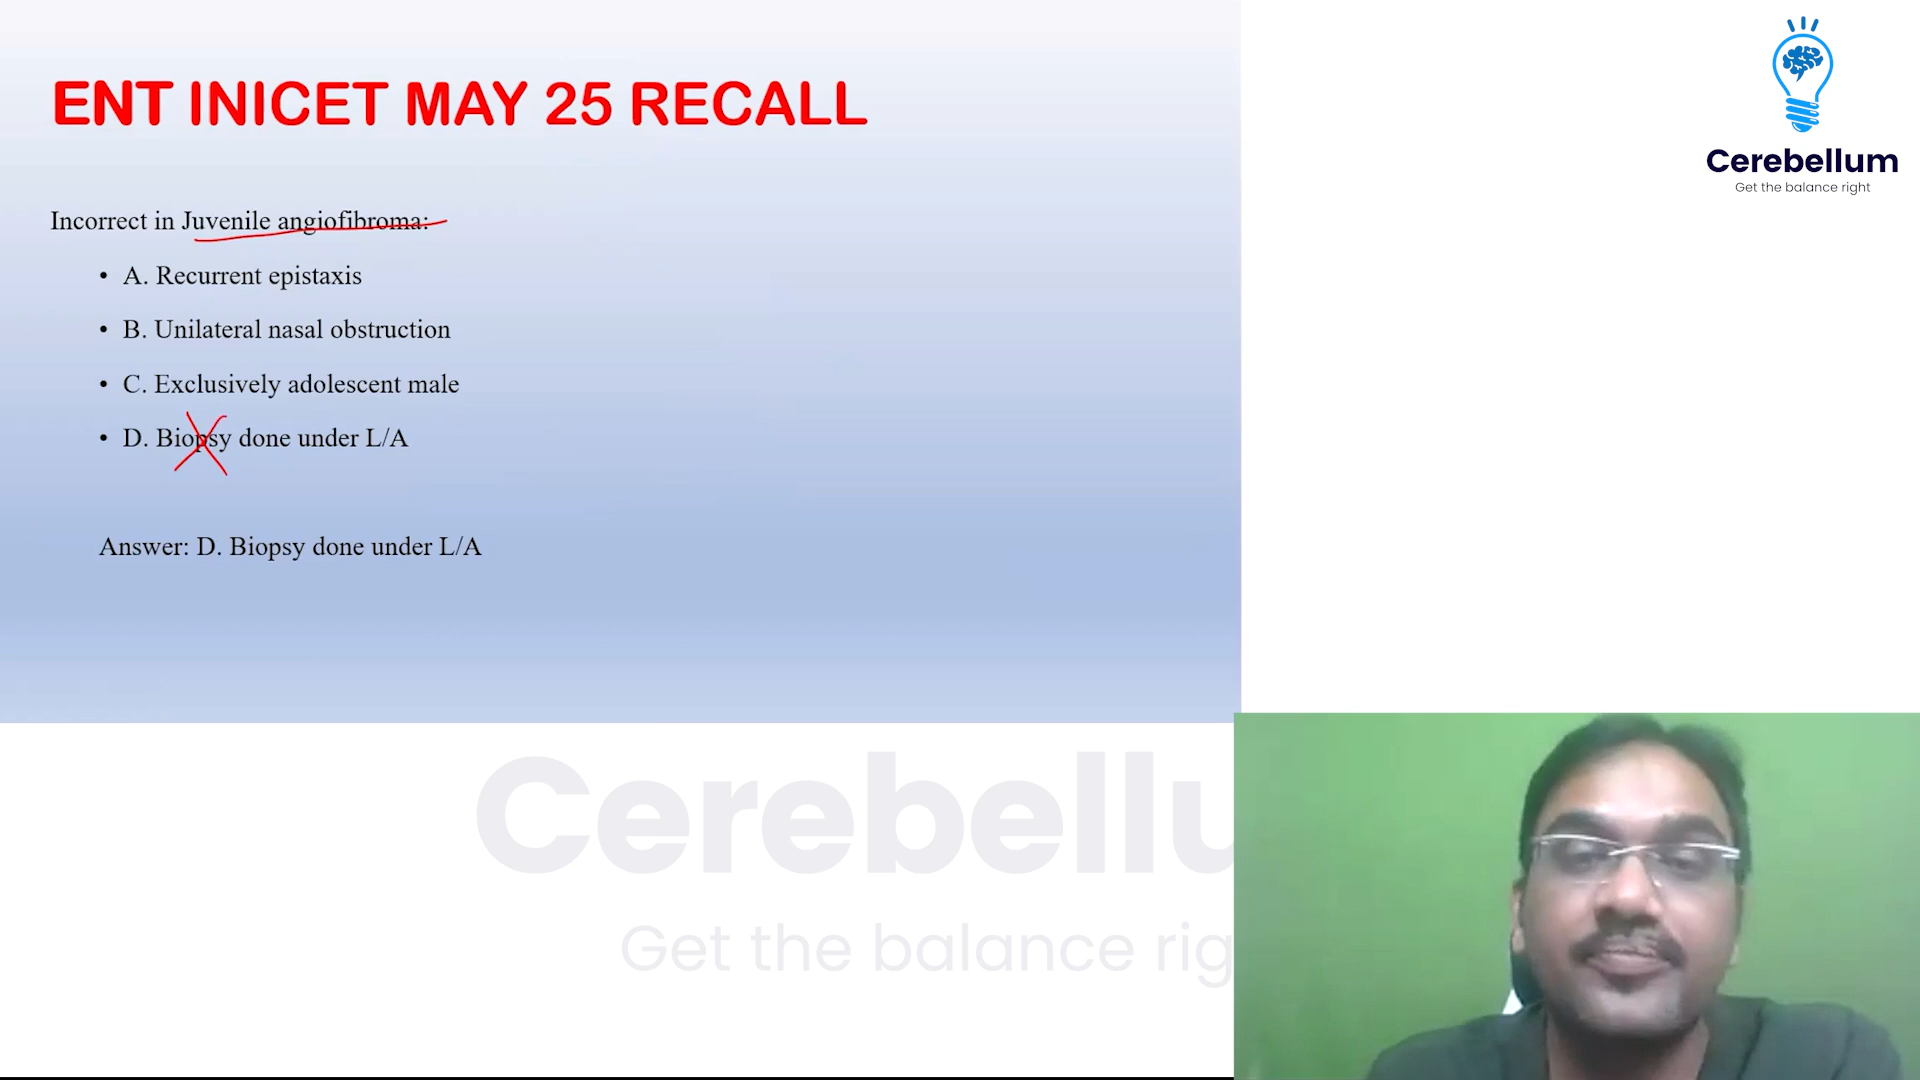 ENT INICET MAY 25 RECALL
Incorrect in Juvenile angiofibroma:
• A. Recurrent epistaxis
• B. Unilateral nasal obstruction
• C. Exclusively adolescent male
• D. Biopsy done under L/A
Answer: D. Biopsy done under L/A
Cerebellum
Get the balance right
Cerebellu
Get the balance rig